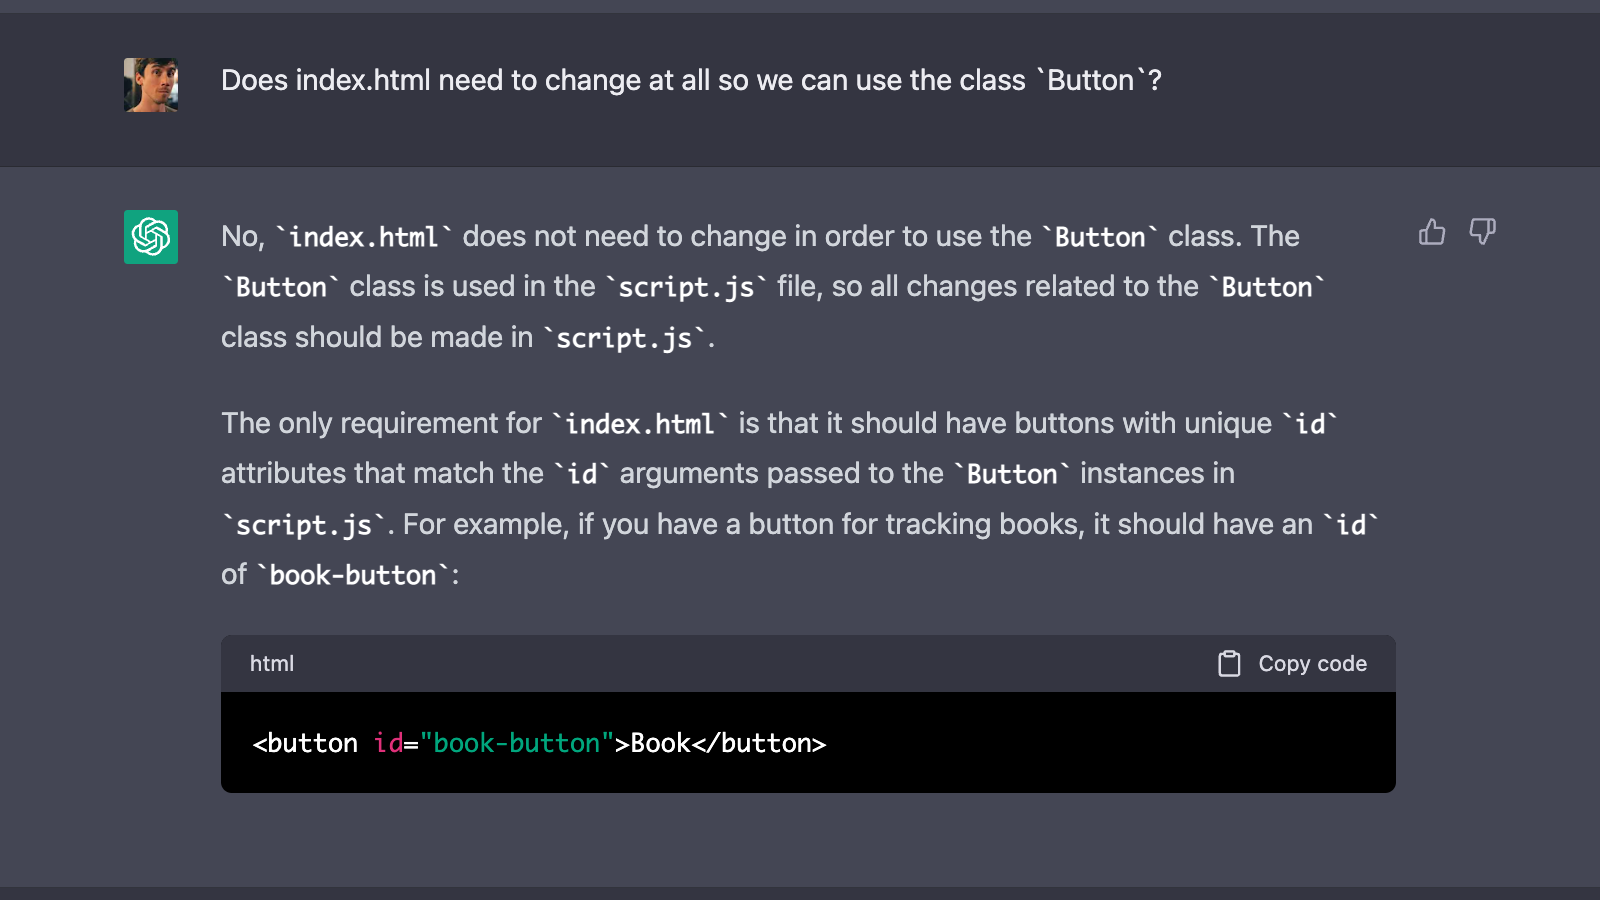 Does index.html need to change at all so we can use the class `Button`?
No, `index.html` does not need to change in order to use the `Button` class. The
`Button` class is used in the `script.js` file, so all changes related to the `Button`
class should be made in `script.js`.
The only requirement for `index.html` is that it should have buttons with unique `id`
attributes that match the `id` arguments passed to the `Button` instances in
`script.js`. For example, if you have a button for tracking books, it should have an `id`
of `book-button`:
html
Copy code
<button id="book-button">Book</button>